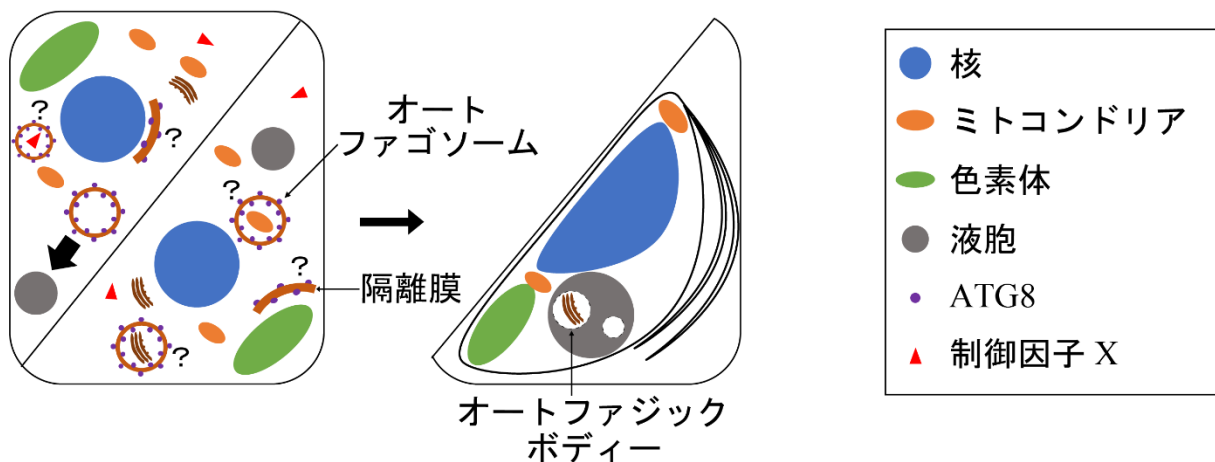 ?
?
?
?
?
?
オート
ファゴソーム
隔離膜
オートファジック
ボディー
核
ミトコンドリア
色素体
液胞
ATG8
制御因子 X